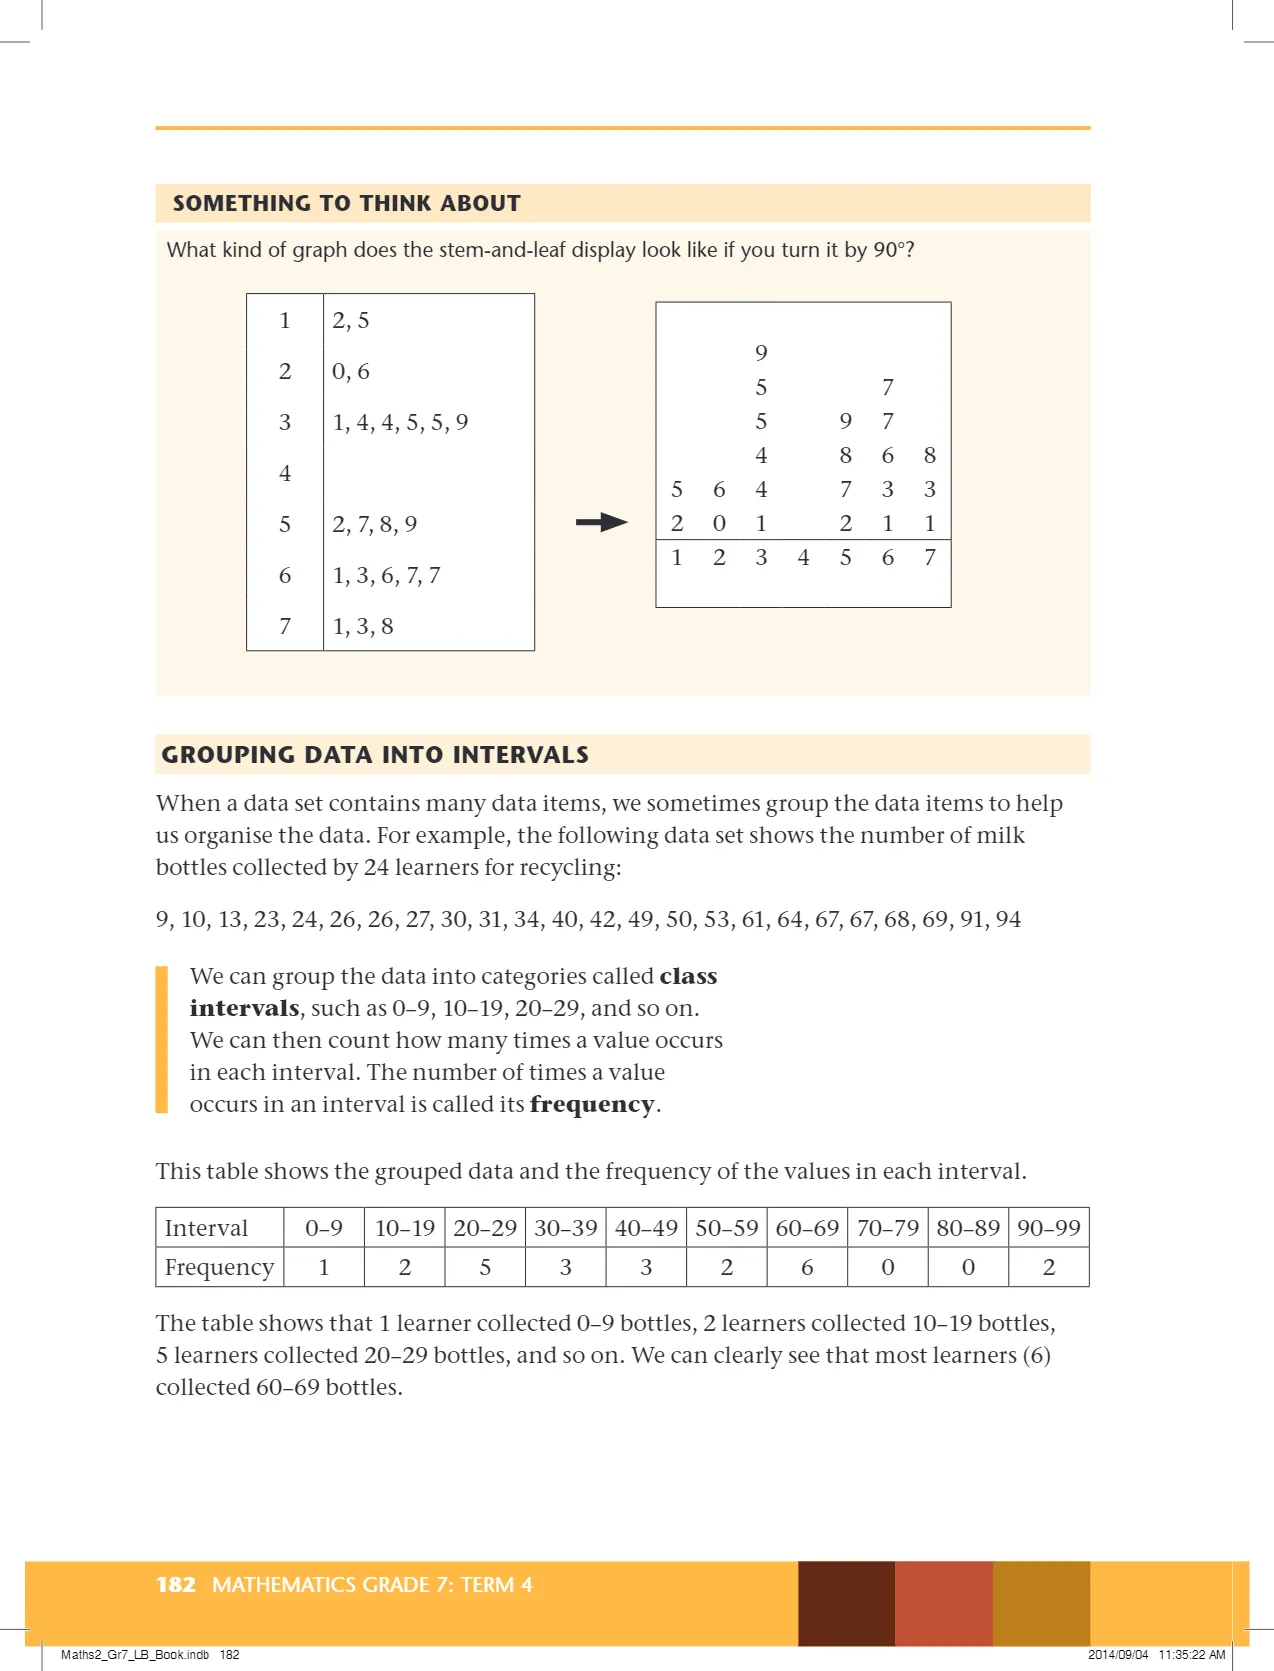 SOMETHING TO THINK ABOUT
What kind of graph does the stem-and-leaf display look like if you turn it by 90°?
1 2, 5
2 0, 6
3 1, 4, 4, 5, 5, 9
4
5 2, 7, 8, 9
6 1, 3, 6, 7, 7
7 1, 3, 8
9
5 7
5 9 7
4 8 6 8
5 6 4 7 3 3
2 0 1 2 1 1
1 2 3 4 5 6 7
GROUPING DATA INTO INTERVALS
When a data set contains many data items, we sometimes group the data items to help
us organise the data. For example, the following data set shows the number of milk
bottles collected by 24 learners for recycling:
9, 10, 13, 23, 24, 26, 26, 27, 30, 31, 34, 40, 42, 49, 50, 53, 61, 64, 67, 67, 68, 69, 91, 94
We can group the data into categories called class
intervals, such as 0–9, 10–19, 20–29, and so on.
We can then count how many times a value occurs
in each interval. The number of times a value
occurs in an interval is called its frequency.
This table shows the grouped data and the frequency of the values in each interval.
Interval 0–9 10–19 20–29 30–39 40–49 50–59 60–69 70–79 80–89 90–99
Frequency 1 2 5 3 3 2 6 0 0 2
The table shows that 1 learner collected 0–9 bottles, 2 learners collected 10–19 bottles,
5 learners collected 20–29 bottles, and so on. We can clearly see that most learners (6)
collected 60–69 bottles.
182 MATHEMATICS GRADE 7: TERM 4
Maths2_Gr7_LB_Book.indb 182 2014/09/04 11:35:22 AM